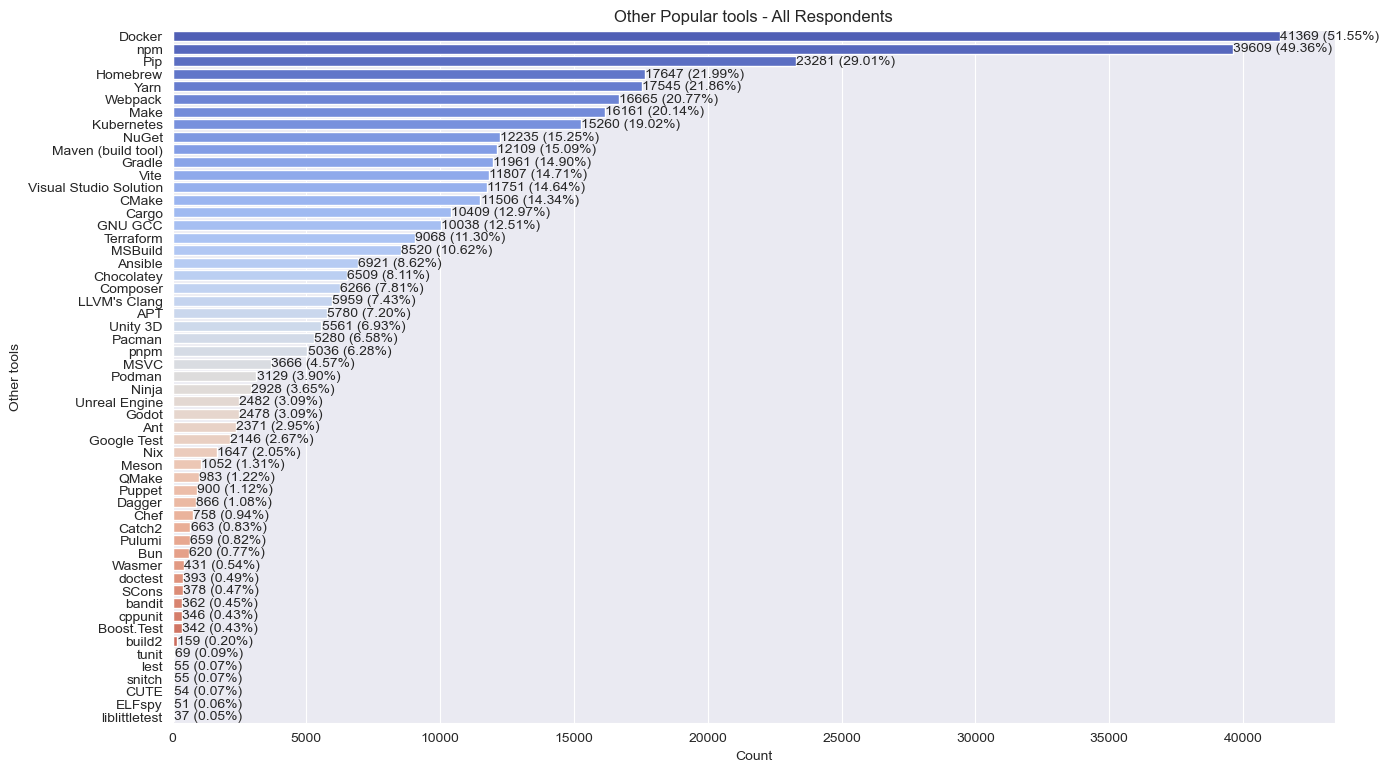 Other Popular tools - All Respondents
Docker 41369 (51.55%)
npm 39609 (49.36%)
Pip 23281 (29.01%)
Homebrew 17647 (21.99%)
Yarn 17545 (21.86%)
Webpack 16665 (20.77%)
Make 16161 (20.14%)
Kubernetes 15260 (19.02%)
NuGet 12235 (15.25%)
Maven (build tool) 12109 (15.09%)
Gradle 11961 (14.90%)
Vite 11807 (14.71%)
Visual Studio Solution 11751 (14.64%)
CMake 11506 (14.34%)
Cargo 10409 (12.97%)
GNU GCC 10038 (12.51%)
Terraform 9068 (11.30%)
MSBuild 8520 (10.62%)
Ansible 6921 (8.62%)
Chocolatey 6509 (8.11%)
Composer 6266 (7.81%)
LLVM's Clang 5959 (7.43%)
APT 5780 (7.20%)
Unity 3D 5561 (6.93%)
Pacman 5280 (6.58%)
pnpm 5036 (6.28%)
MSVC 3666 (4.57%)
Podman 3129 (3.90%)
Ninja 2928 (3.65%)
Unreal Engine 2482 (3.09%)
Godot 2478 (3.09%)
Ant 2371 (2.95%)
Google Test 2146 (2.67%)
Nix 1647 (2.05%)
Meson 1052 (1.31%)
QMake 983 (1.22%)
Puppet 900 (1.12%)
Dagger 866 (1.08%)
Chef 758 (0.94%)
Catch2 663 (0.83%)
Pulumi 659 (0.82%)
Bun 620 (0.77%)
Wasmer 431 (0.54%)
doctest 393 (0.49%)
SCons 378 (0.47%)
bandit 362 (0.45%)
cppunit 346 (0.43%)
Boost.Test 342 (0.43%)
build2 159 (0.20%)
tunit 69 (0.09%)
lest 55 (0.07%)
snitch 55 (0.07%)
CUTE 54 (0.07%)
ELFspy 51 (0.06%)
liblittletest 37 (0.05%)
Other tools
0 5000 10000 15000 20000 25000 30000 35000 40000
Count